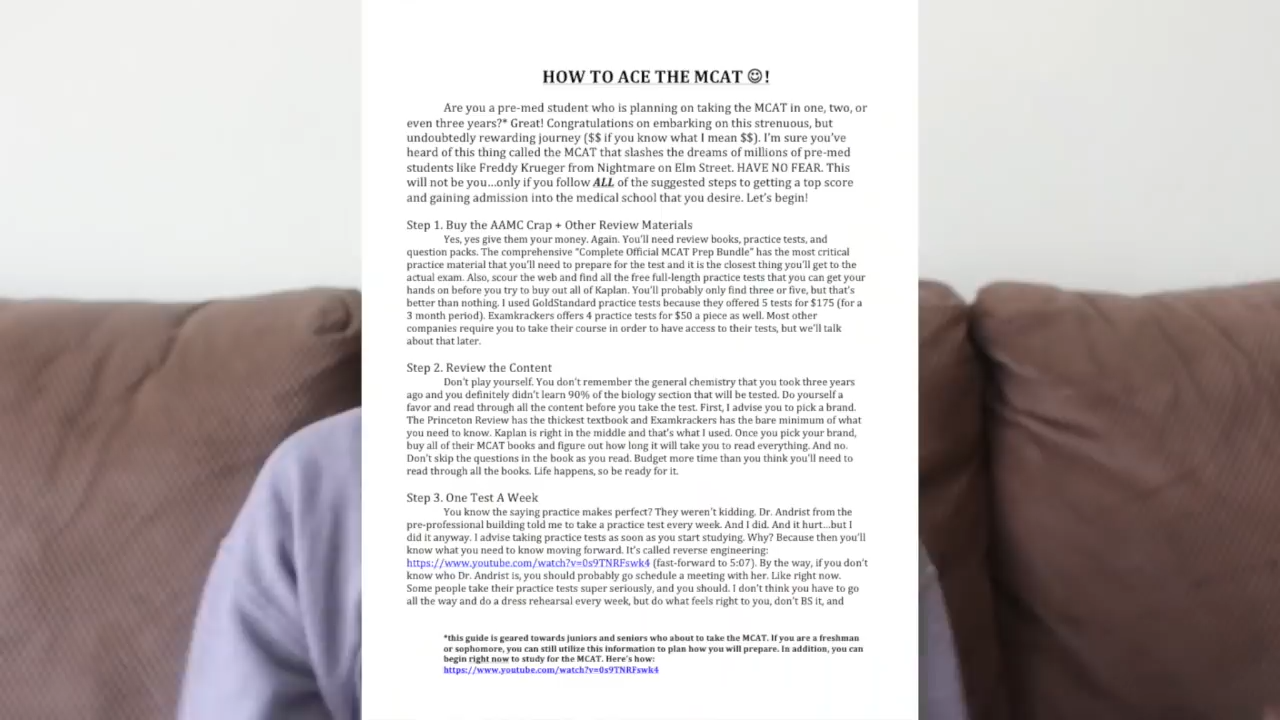 HOW TO ACE THE MCAT ☺!
Are you a pre-med student who is planning on taking the MCAT in one, two, or
even three years?* Great! Congratulations on embarking on this strenuous, but
undoubtedly rewarding journey ($$ if you know what I mean $$). I'm sure you've
heard of this thing called the MCAT that slashes the dreams of millions of pre-med
students like Freddy Krueger from Nightmare on Elm Street. HAVE NO FEAR. This
will not be you…only if you follow ALL of the suggested steps to getting a top score
and gaining admission into the medical school that you desire. Let's begin!
Step 1. Buy the AAMC Crap + Other Review Materials
Yes, yes give them your money. Again. You'll need review books, practice tests, and
question packs. The comprehensive "Complete Official MCAT Prep Bundle" has the most critical
practice material that you'll need to prepare for the test and it is the closest thing you'll get to the
actual exam. Also, scour the web and find all the free full-length practice tests that you can get your
hands on before you try to buy out all of Kaplan. You'll probably only find three or five, but that's
better than nothing. I used GoldStandard practice tests because they offered 5 tests for $175 (for a
3 month period). Examkrackers offers 4 practice tests for $50 a piece as well. Most other
companies require you to take their course in order to have access to their tests, but we'll talk
about that later.
Step 2. Review the Content
Don't play yourself. You don't remember the general chemistry that you took three years
ago and you definitely didn't learn 90% of the biology section that will be tested. Do yourself a
favor and read through all the content before you take the test. First, I advise you to pick a brand.
The Princeton Review has the thickest textbook and Examkrackers has the bare minimum of what
you need to know. Kaplan is right in the middle and that's what I used. Once you pick your brand,
buy all of their MCAT books and figure out how long it will take you to read everything. And no.
Don't skip the questions in the book as you read. Budget more time than you think you'll need to
read through all the books. Life happens, so be ready for it.
Step 3. One Test A Week
You know the saying practice makes perfect? They weren't kidding. Dr. Andrist from the
pre-professional building told me to take a practice test every week. And I did. And it hurt…but I
did it anyway. I advise taking practice tests as soon as you start studying. Why? Because then you'll
know what you need to know moving forward. It's called reverse engineering:
https://www.youtube.com/watch?v=0s9TNRFswk4 (fast-forward to 5:07). By the way, if you don't
know who Dr. Andrist is, you should probably go schedule a meeting with her. Like right now.
Some people take their practice tests super seriously, and you should. I don't think you have to go
all the way and do a dress rehearsal every week, but do what feels right to you, don't BS it, and
*this guide is geared towards juniors and seniors who about to take the MCAT. If you are a freshman
or sophomore, you can still utilize this information to plan how you will prepare. In addition, you can
begin right now to study for the MCAT. Here's how:
https://www.youtube.com/watch?v=0s9TNRFswk4